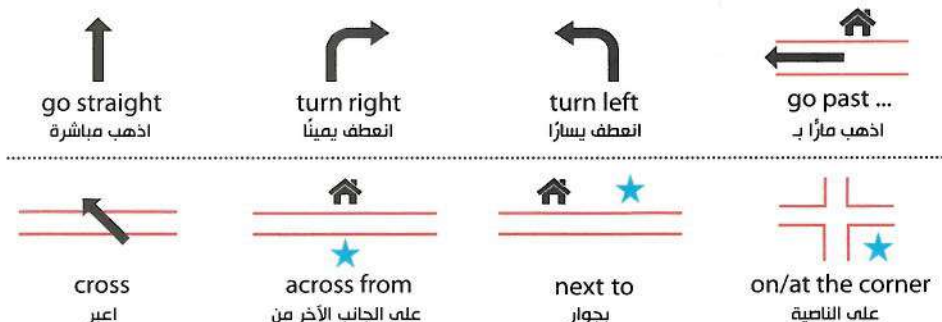 go straight
اذهب مباشرة
turn right
انعطف يمينًا
turn left
انعطف يسارًا
go past ...
اذهب مارًّا بـ
cross
اعبر
across from
على الجانب الآخر من
next to
بجوار
on/at the corner
على الناصية